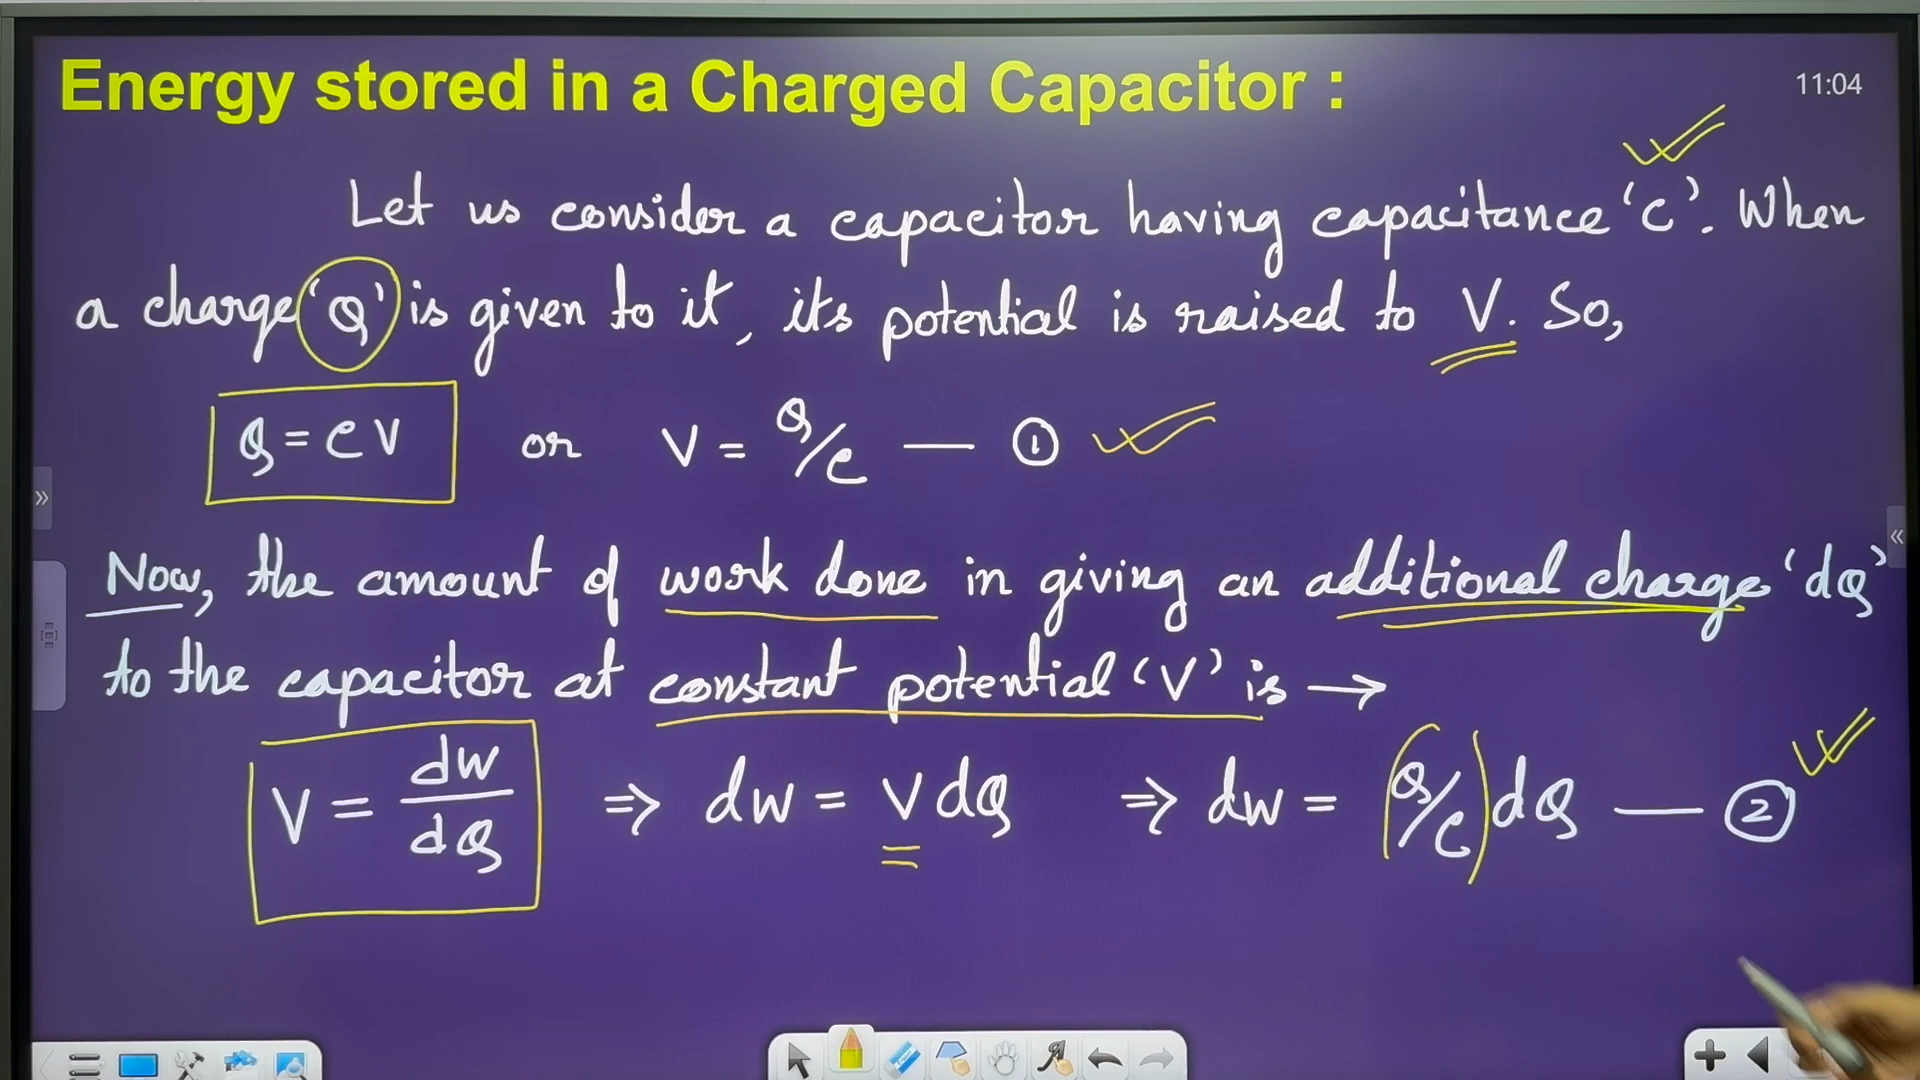 Energy stored in a Charged Capacitor :
11:04
Let us consider a capacitor having capacitance 'C'. When
a charge 'Q' is given to it, its potential is raised to V. So,
Q = CV or V = Q/C — ①
Now, the amount of work done in giving an additional charge 'dQ'
to the capacitor at constant potential 'V' is →
V = dw/dQ ⇒ dw = VdQ ⇒ dw = (Q/C) dQ — ②